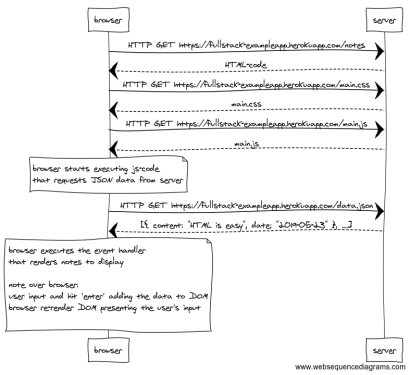 browser
server
HTTP GET https://fullstack-exampleapp.herokuapp.com/notes
HTML-code
HTTP GET https://fullstack-exampleapp.herokuapp.com/main.css
main.css
HTTP GET https://fullstack-exampleapp.herokuapp.com/main.js
main.js
browser starts executing js-code
that requests JSON data from server
HTTP GET https://fullstack-exampleapp.herokuapp.com/data.json
[{ content: "HTML is easy", date: "2019-05-23" }, ...]
browser executes the event handler
that renders notes to display
note over browser:
user input and hit 'enter' adding the data to DOM
browser rerender DOM presenting the user's input
browser
server
www.websequencediagrams.com